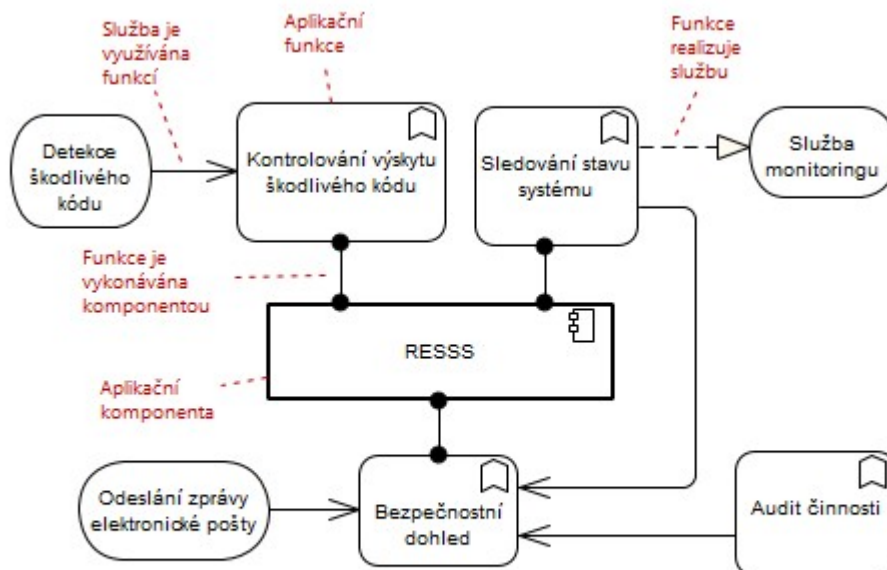 Služba je
využívána
funkcí
Aplikační
funkce
Funkce
realizuje
službu
Detekce
škodlivého
kódu
Kontrolování výskytu
škodlivého kódu
Sledování stavu
systému
Služba
monitoringu
Funkce je
vykonávána
komponentou
RESSS
Aplikační
komponenta
Odeslání zprávy
elektronické pošty
Bezpečnostní
dohled
Audit činnosti